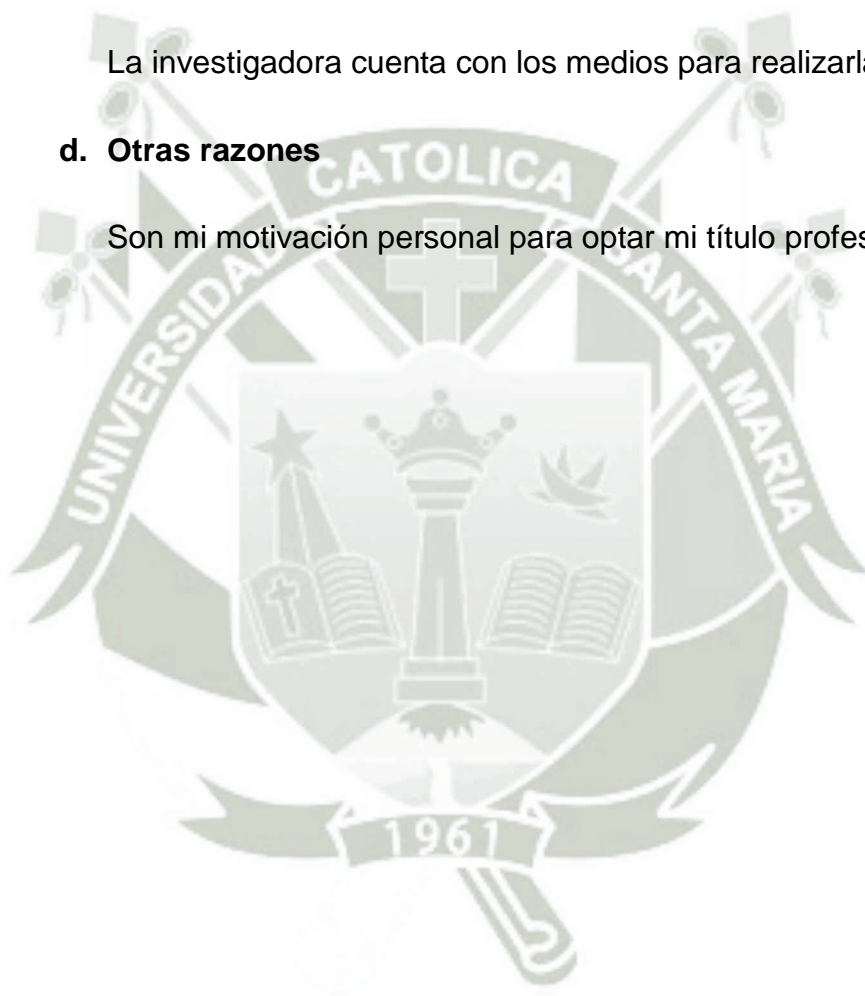 La investigadora cuenta con los medios para realizarla
d. Otras razones
Son mi motivación personal para optar mi título
UNIVERSIDAD CATOLICA SANTA MARIA
1961